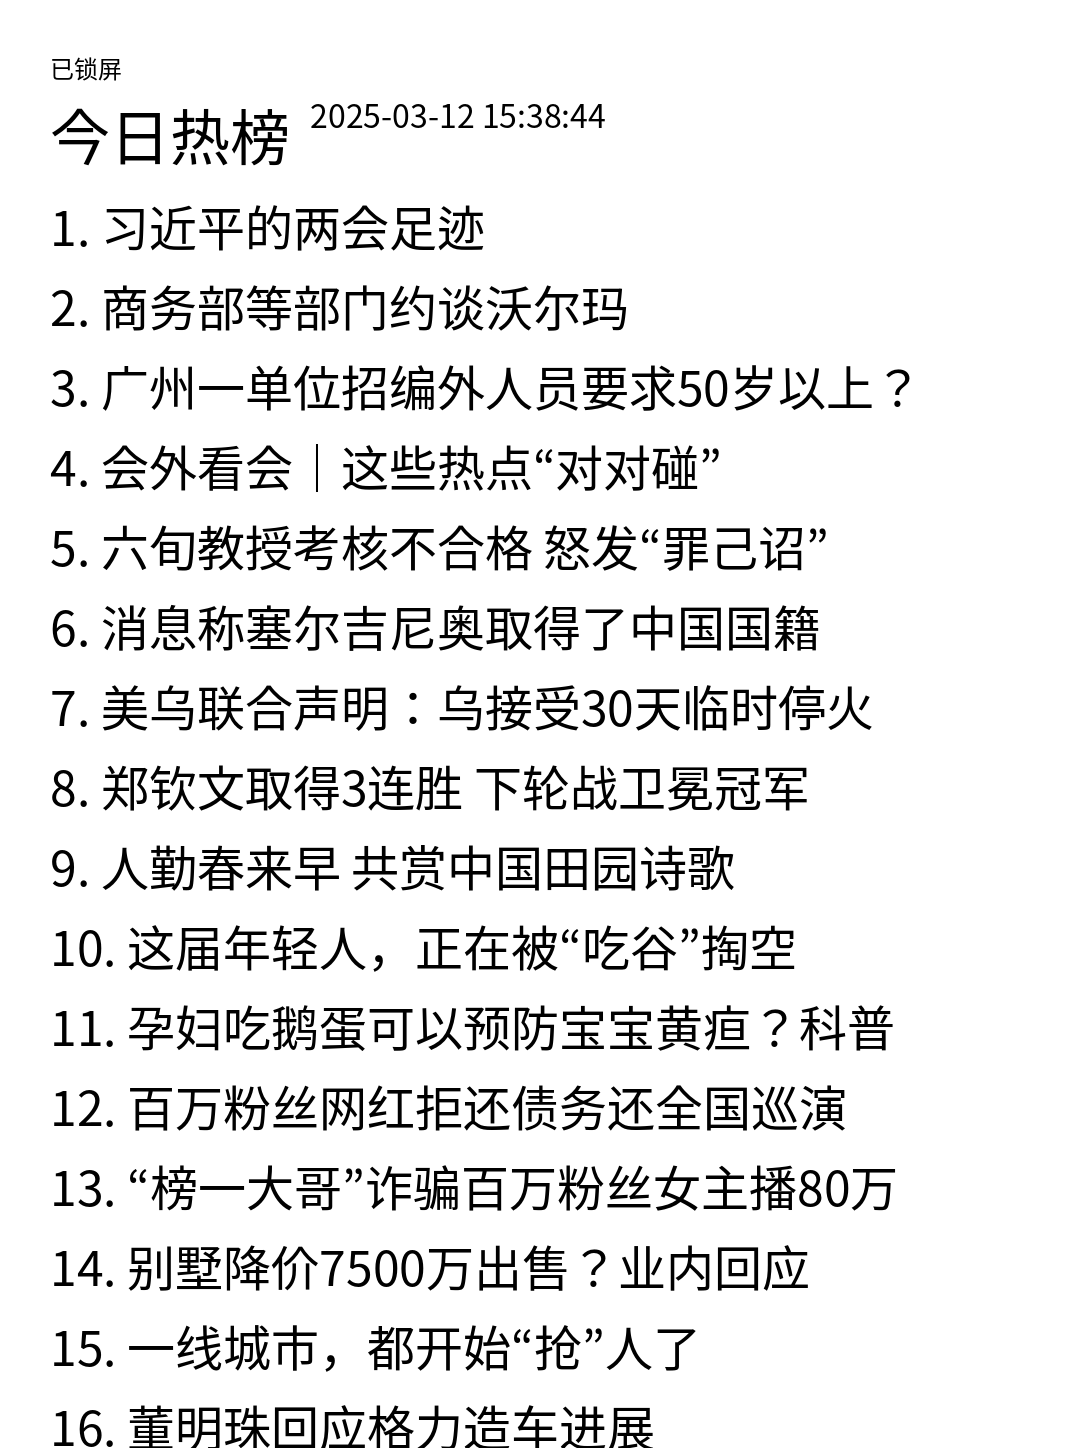 已锁屏
今日热榜 2025-03-12 15:38:44
1. 习近平的两会足迹
2. 商务部等部门约谈沃尔玛
3. 广州一单位招编外人员要求50岁以上？
4. 会外看会｜这些热点“对对碰”
5. 六旬教授考核不合格 怒发“罪己诏”
6. 消息称塞尔吉尼奥取得了中国国籍
7. 美乌联合声明：乌接受30天临时停火
8. 郑钦文取得3连胜 下轮战卫冕冠军
9. 人勤春来早 共赏中国田园诗歌
10. 这届年轻人，正在被“吃谷”掏空
11. 孕妇吃鹅蛋可以预防宝宝黄疸？科普
12. 百万粉丝网红拒还债务还全国巡演
13. “榜一大哥”诈骗百万粉丝女主播80万
14. 别墅降价7500万出售？业内回应
15. 一线城市，都开始“抢”人了
16. 董明珠回应格力造车进展